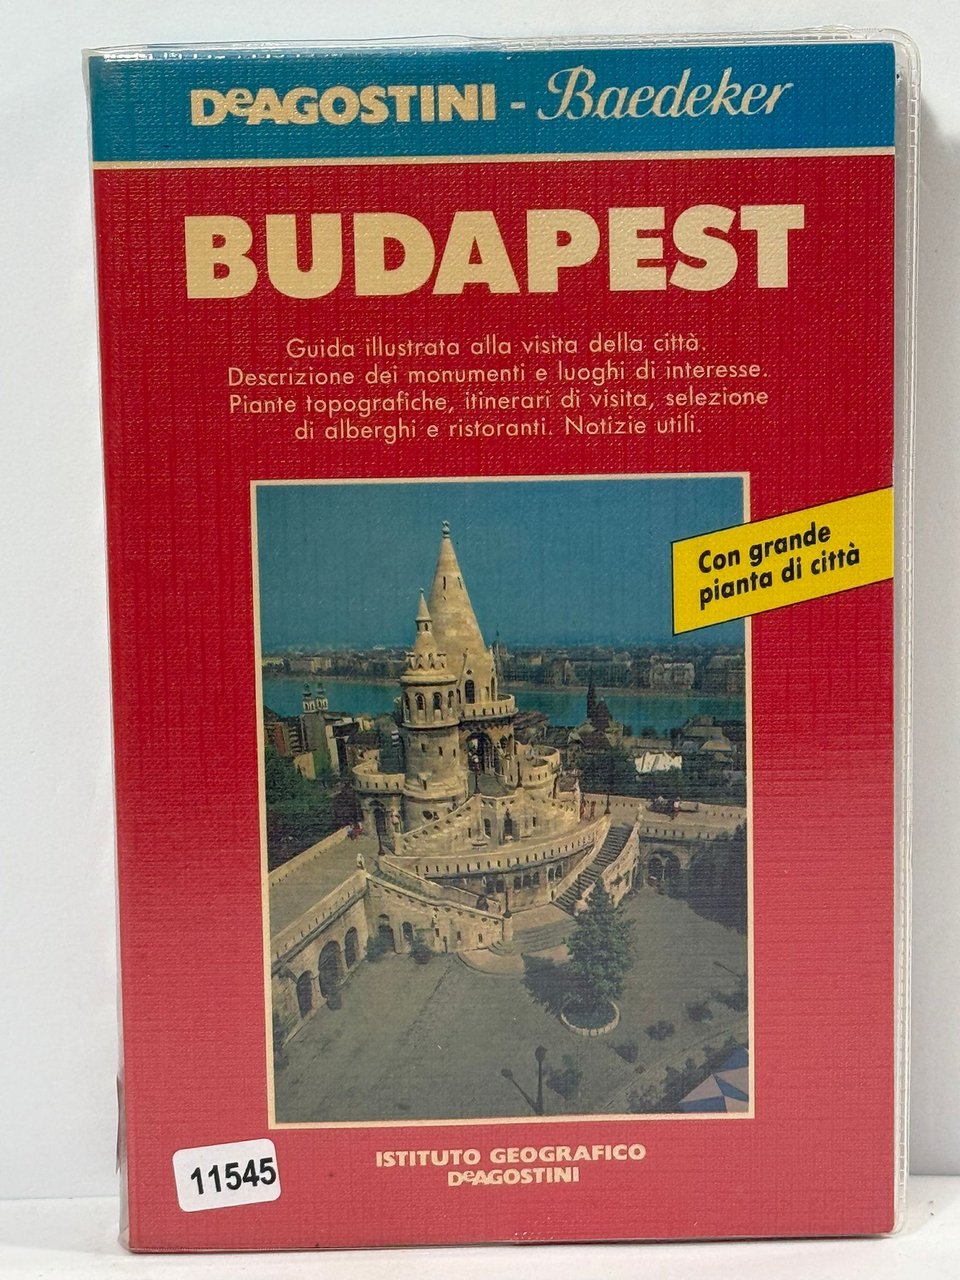 DeAGOSTINI - Baedeker
BUDAPEST
Guida illustrata alla visita della città.
Descrizione dei monumenti e luoghi di interesse.
Piante topografiche, itinerari di visita, selezione
di alberghi e ristoranti. Notizie utili.
Con grande
pianta di città
ISTITUTO GEOGRAFICO
DeAGOSTINI
11545